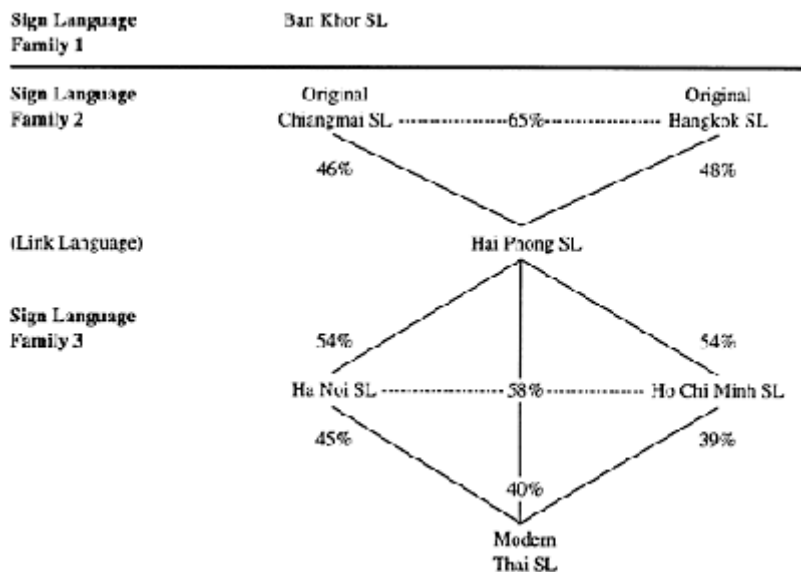 Sign Language Ban Khor SL
Family 1
Sign Language Original Original
Family 2 Chiangmai SL 65% Bangkok SL
46% 48%
(Link Language) Hai Phong SL
Sign Language
Family 3
54% 54%
Ha Noi SL 58% Ho Chi Minh SL
45% 39%
40%
Modern
Thai SL